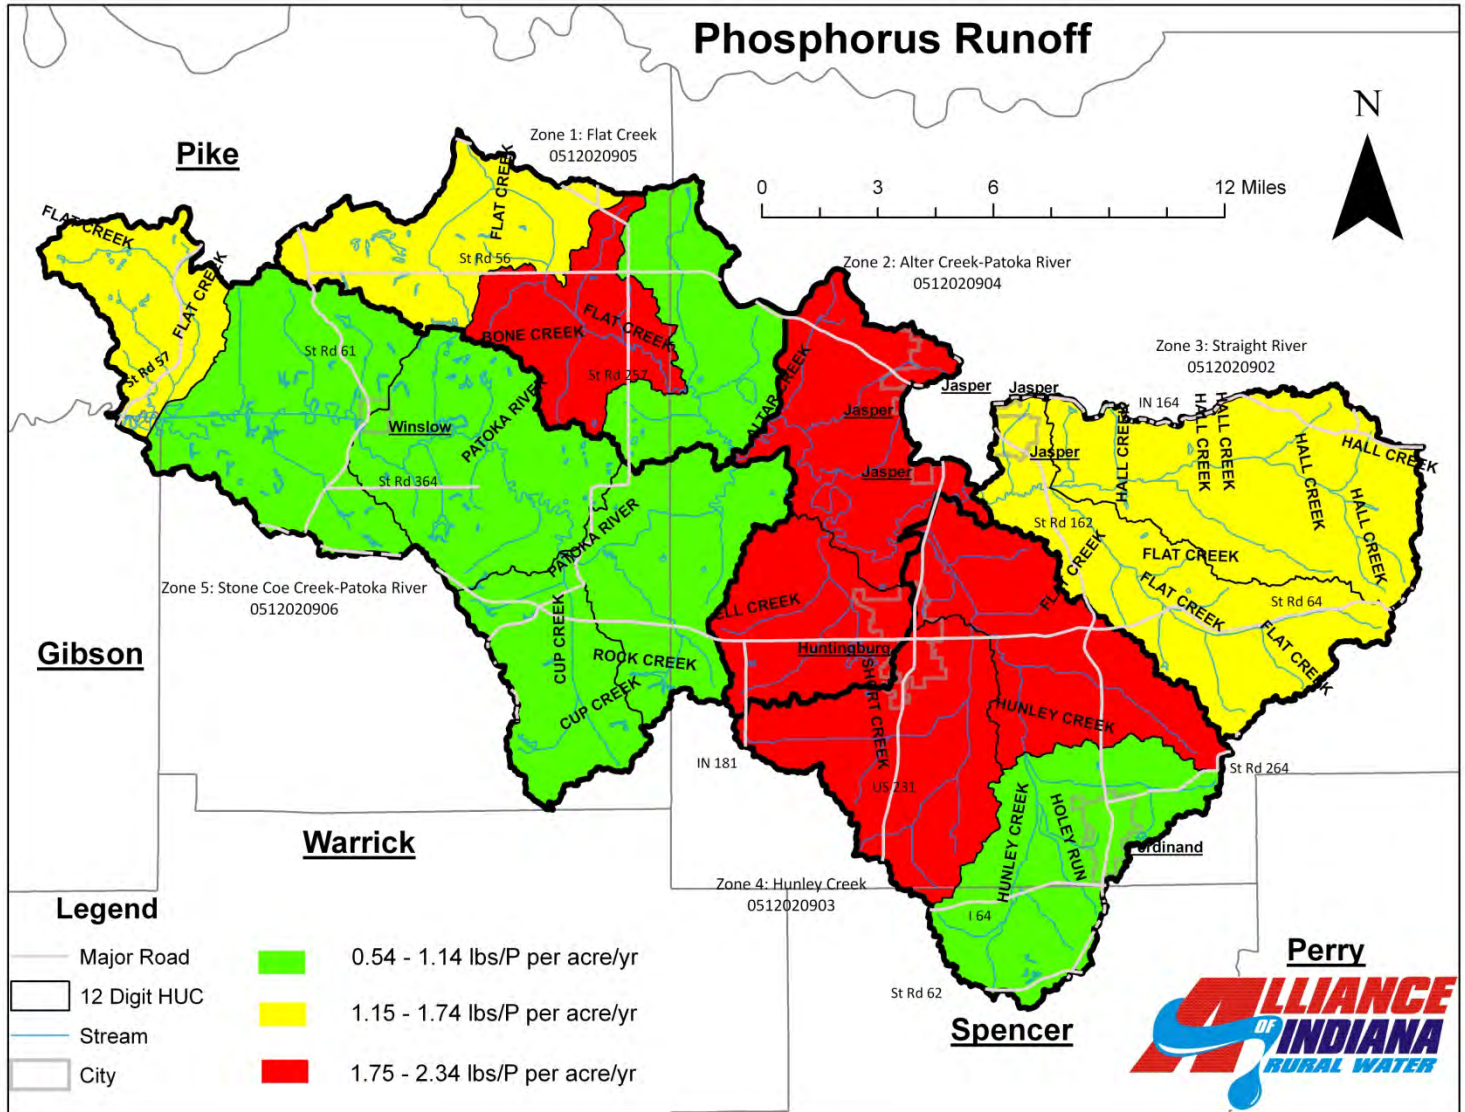 Phosphorus Runoff
N
Pike
Zone 1: Flat Creek
0512020905
0 3 6 12 Miles
FLAT CREEK
FLAT CREEK
FLAT CREEK
St Rd 56
Zone 2: Alter Creek-Patoka River
0512020904
BONE CREEK
FLAT CREEK
St Rd 57
St Rd 61
St Rd 257
Zone 3: Straight River
0512020902
Jasper
Jasper
IN 164
Jasper
ALTAR CREEK
Winslow
PATOKA RIVER
Jasper
Jasper
HALL CREEK
HALL CREEK
HALL CREEK
HALL CREEK
HALL CREEK
HALL CREEK
St Rd 364
St Rd 162
PATOKA RIVER
FLAT CREEK
FLAT CREEK
FLAT CREEK
St Rd 64
FLAT CREEK
Zone 5: Stone Coe Creek-Patoka River
0512020906
ELL CREEK
Gibson
CUP CREEK
ROCK CREEK
Huntingburg
CUP CREEK
SHORT CREEK
HUNLEY CREEK
IN 181
US 231
St Rd 264
HUNLEY CREEK
HOLEY RUN
erdinand
Warrick
Zone 4: Hunley Creek
0512020903
I 64
St Rd 62
Spencer
Perry
Legend
Major Road
12 Digit HUC
Stream
City
0.54 - 1.14 lbs/P per acre/yr
1.15 - 1.74 lbs/P per acre/yr
1.75 - 2.34 lbs/P per acre/yr
ALLIANCE
OF
INDIANA
RURAL WATER